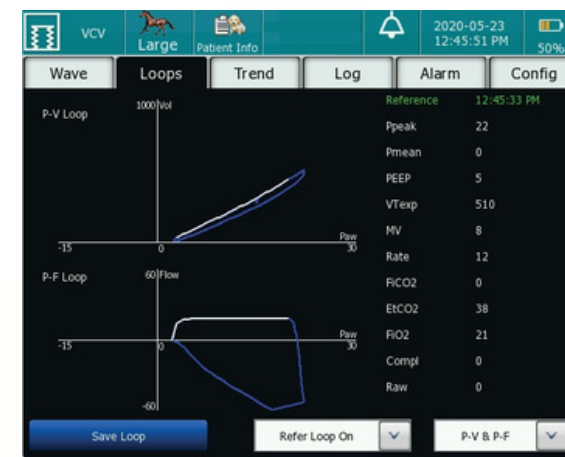 VCV
Large
Patient Info
2020-05-23
12:45:51 PM
50%
Wave Loops Trend Log Alarm Config
P-V Loop
1000 Vol
Paw
-15 0 30
P-F Loop
60 Flow
Paw
-15 0 30
-60
Reference 12:45:33 PM
Ppeak 22
Pmean 0
PEEP 5
VTexp 510
MV 8
Rate 12
FiCO2 0
EtCO2 38
FiO2 21
Compl 0
Raw 0
Save Loop Refer Loop On P-V & P-F